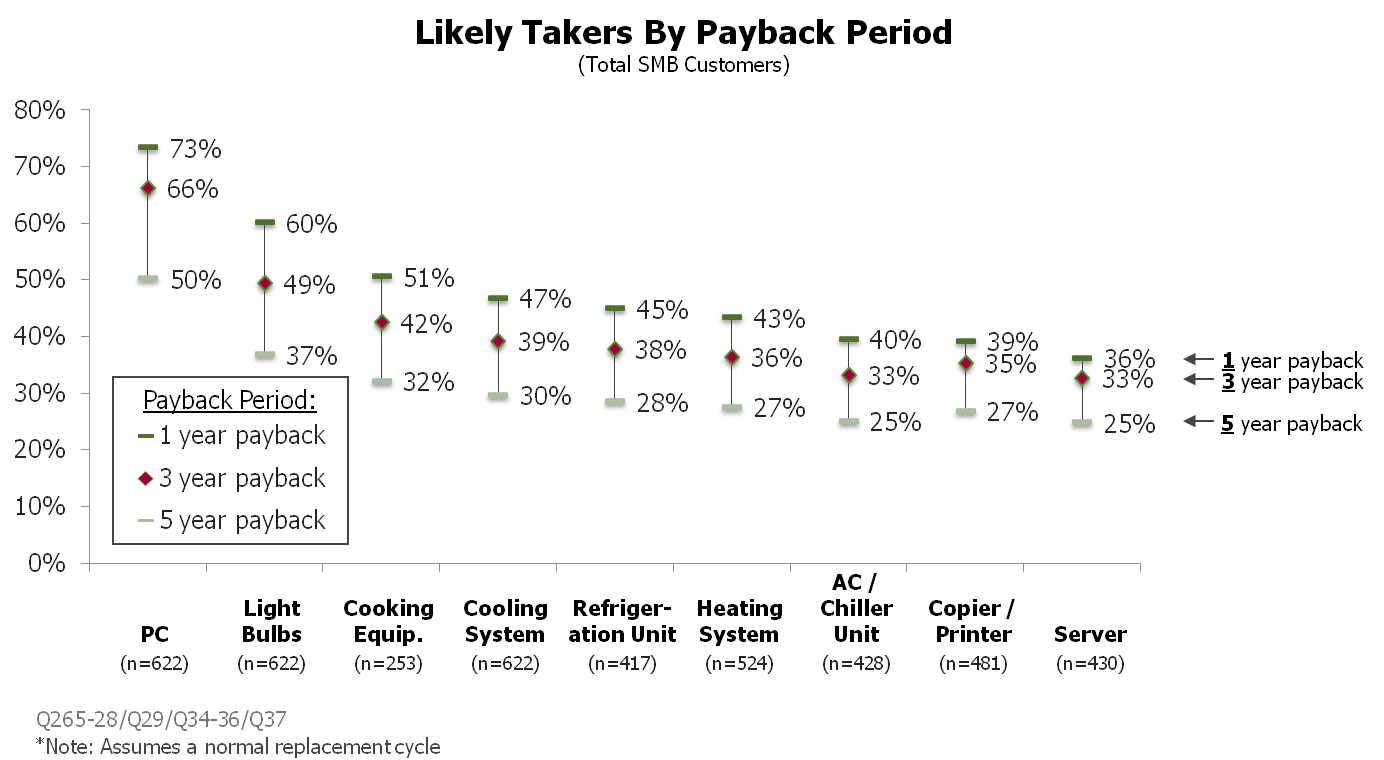 Likely Takers By Payback Period
(Total SMB Customers)
80%
70%
60%
50%
40%
30%
20%
10%
0%
73%
66%
50%
60%
49%
37%
51%
42%
32%
47%
39%
30%
45%
38%
28%
43%
36%
27%
40%
33%
25%
39%
35%
27%
36%
33%
25%
1 year payback
3 year payback
5 year payback
Payback Period:
1 year payback
3 year payback
5 year payback
PC
(n=622)
Light
Bulbs
(n=622)
Cooking
Equip.
(n=253)
Cooling
System
(n=622)
Refriger-
ation Unit
(n=417)
Heating
System
(n=524)
AC /
Chiller
Unit
(n=428)
Copier /
Printer
(n=481)
Server
(n=430)
Q265-28/Q29/Q34-36/Q37
*Note: Assumes a normal replacement cycle